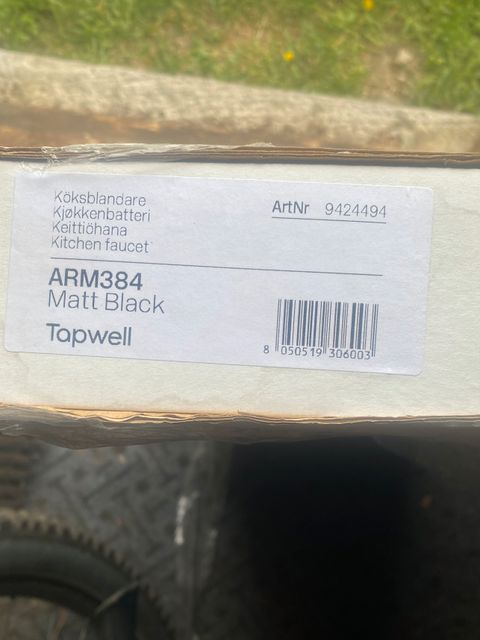 Köksblandare
Kjøkkenbatteri
Keittiöhana
Kitchen faucet
ArtNr 9424494
ARM384
Matt Black
Tapwell
8 050519 306003